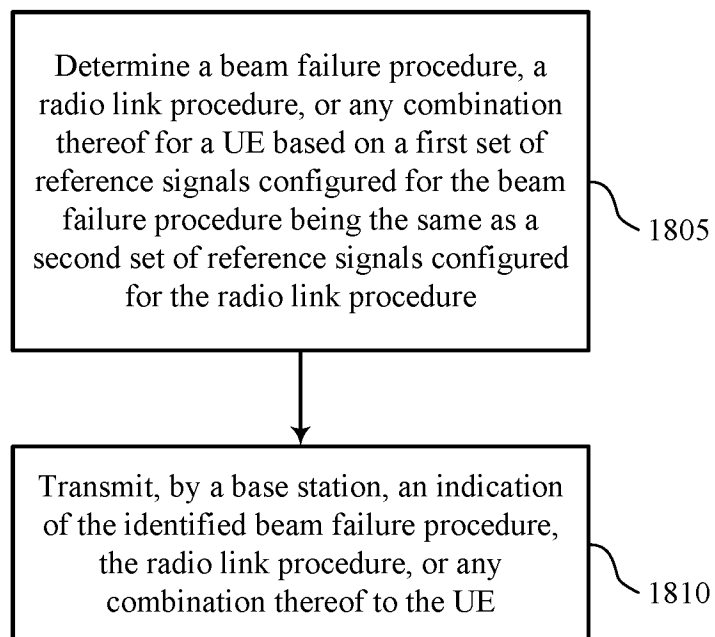 Determine a beam failure procedure, a
radio link procedure, or any combination
thereof for a UE based on a first set of
reference signals configured for the beam
failure procedure being the same as a
second set of reference signals configured
for the radio link procedure
1805
Transmit, by a base station, an indication
of the identified beam failure procedure,
the radio link procedure, or any
combination thereof to the UE
1810